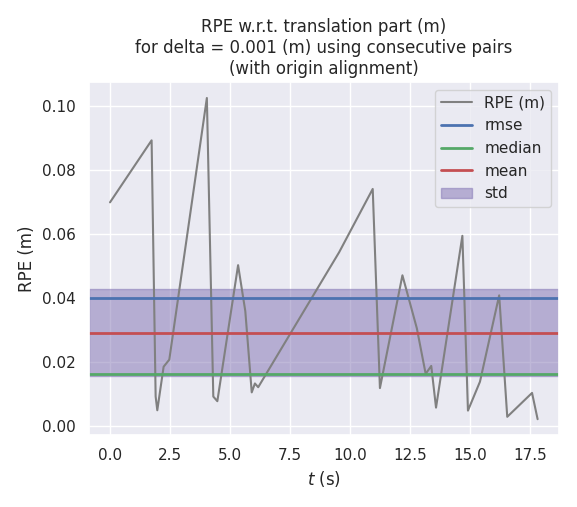 RPE w.r.t. translation part (m)
for delta = 0.001 (m) using consecutive pairs
(with origin alignment)
RPE (m)
rmse
median
mean
std
RPE (m)
0.10
0.08
0.06
0.04
0.02
0.00
0.0 2.5 5.0 7.5 10.0 12.5 15.0 17.5
t (s)